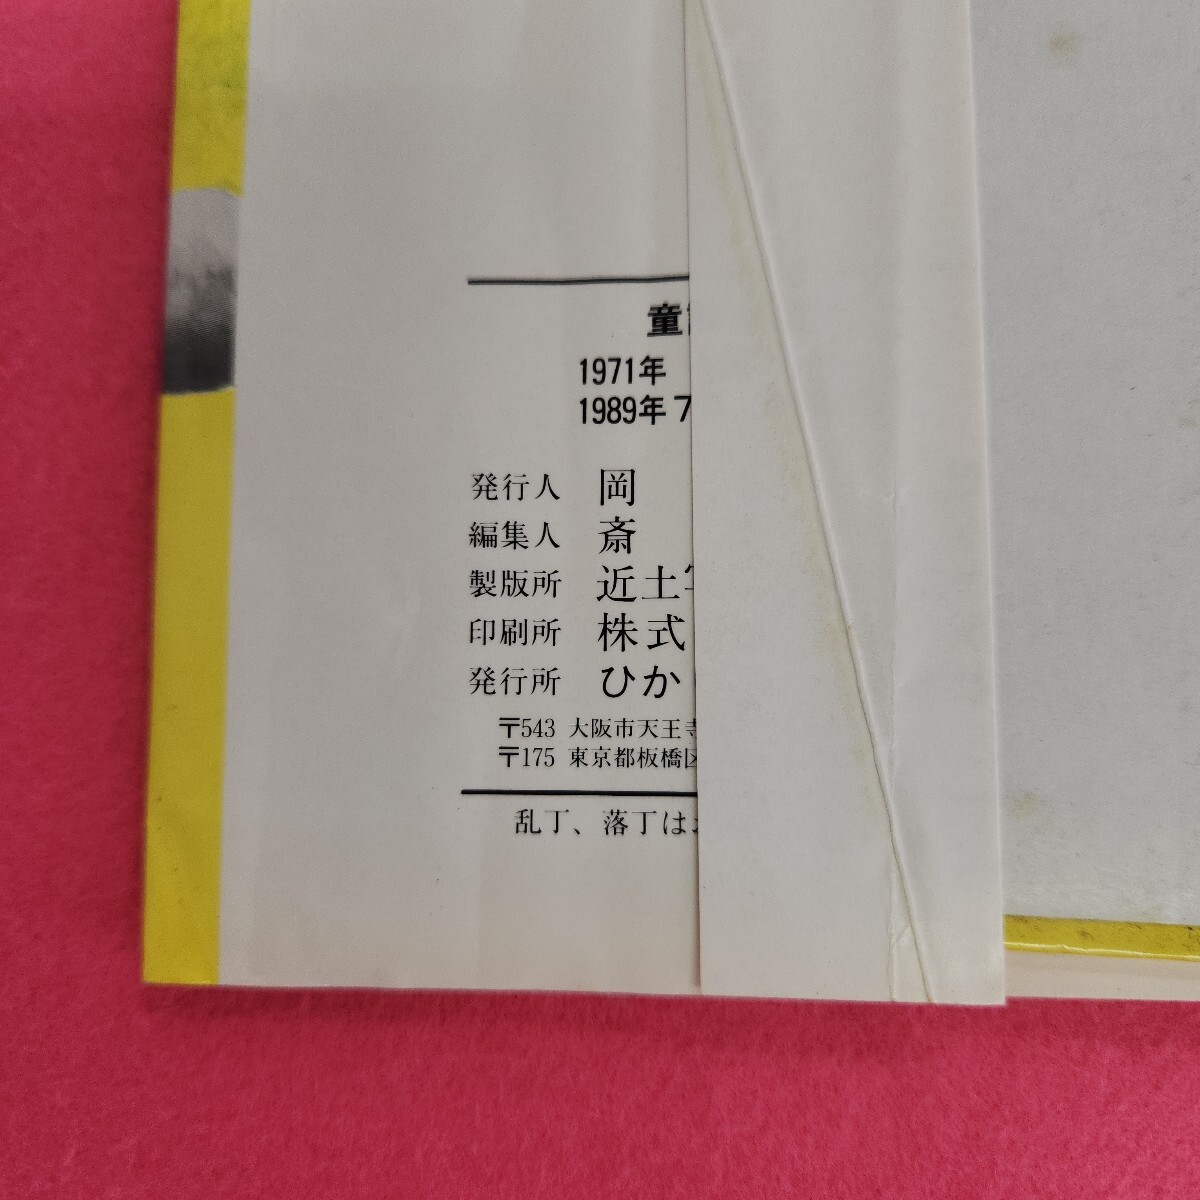 童
1971年
1989年7
発行人 岡
編集人 斎
製版所 近土
印刷所 株式
発行所 ひか
〒543 大阪市天王寺
〒175 東京都板橋区
乱丁、落丁は